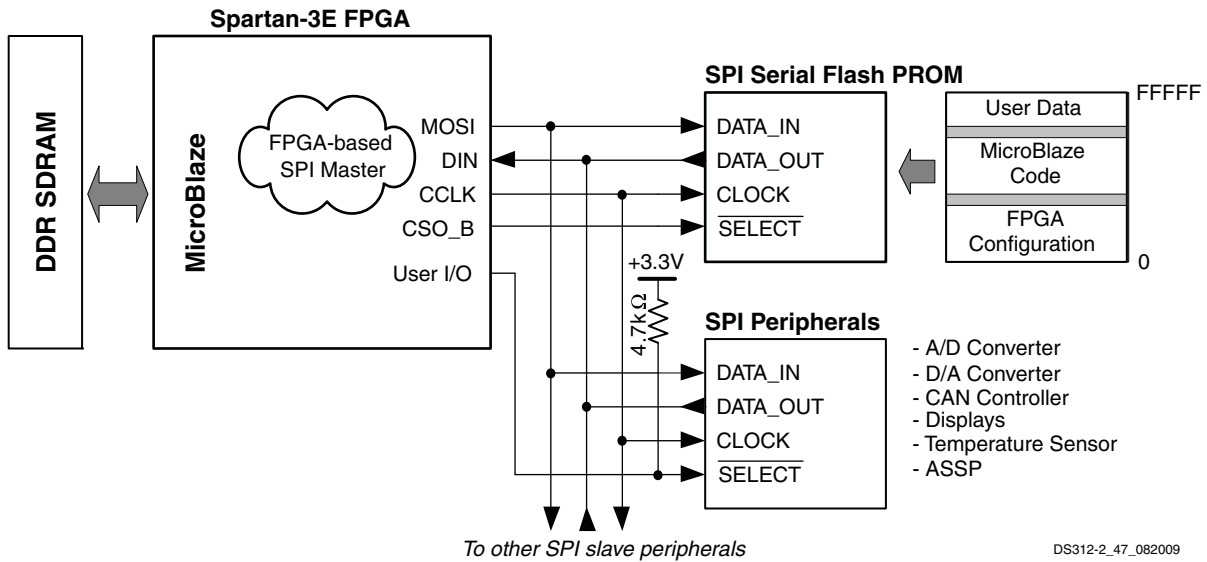 Spartan-3E FPGA
DDR SDRAM
MicroBlaze
FPGA-based
SPI Master
MOSI
DIN
CCLK
CSO_B
User I/O
SPI Serial Flash PROM
DATA_IN
DATA_OUT
CLOCK
SELECT
User Data
MicroBlaze
Code
FPGA
Configuration
FFFFF
0
+3.3V
4.7kΩ
SPI Peripherals
DATA_IN
DATA_OUT
CLOCK
SELECT
- A/D Converter
- D/A Converter
- CAN Controller
- Displays
- Temperature Sensor
- ASSP
To other SPI slave peripherals
DS312-2_47_082009